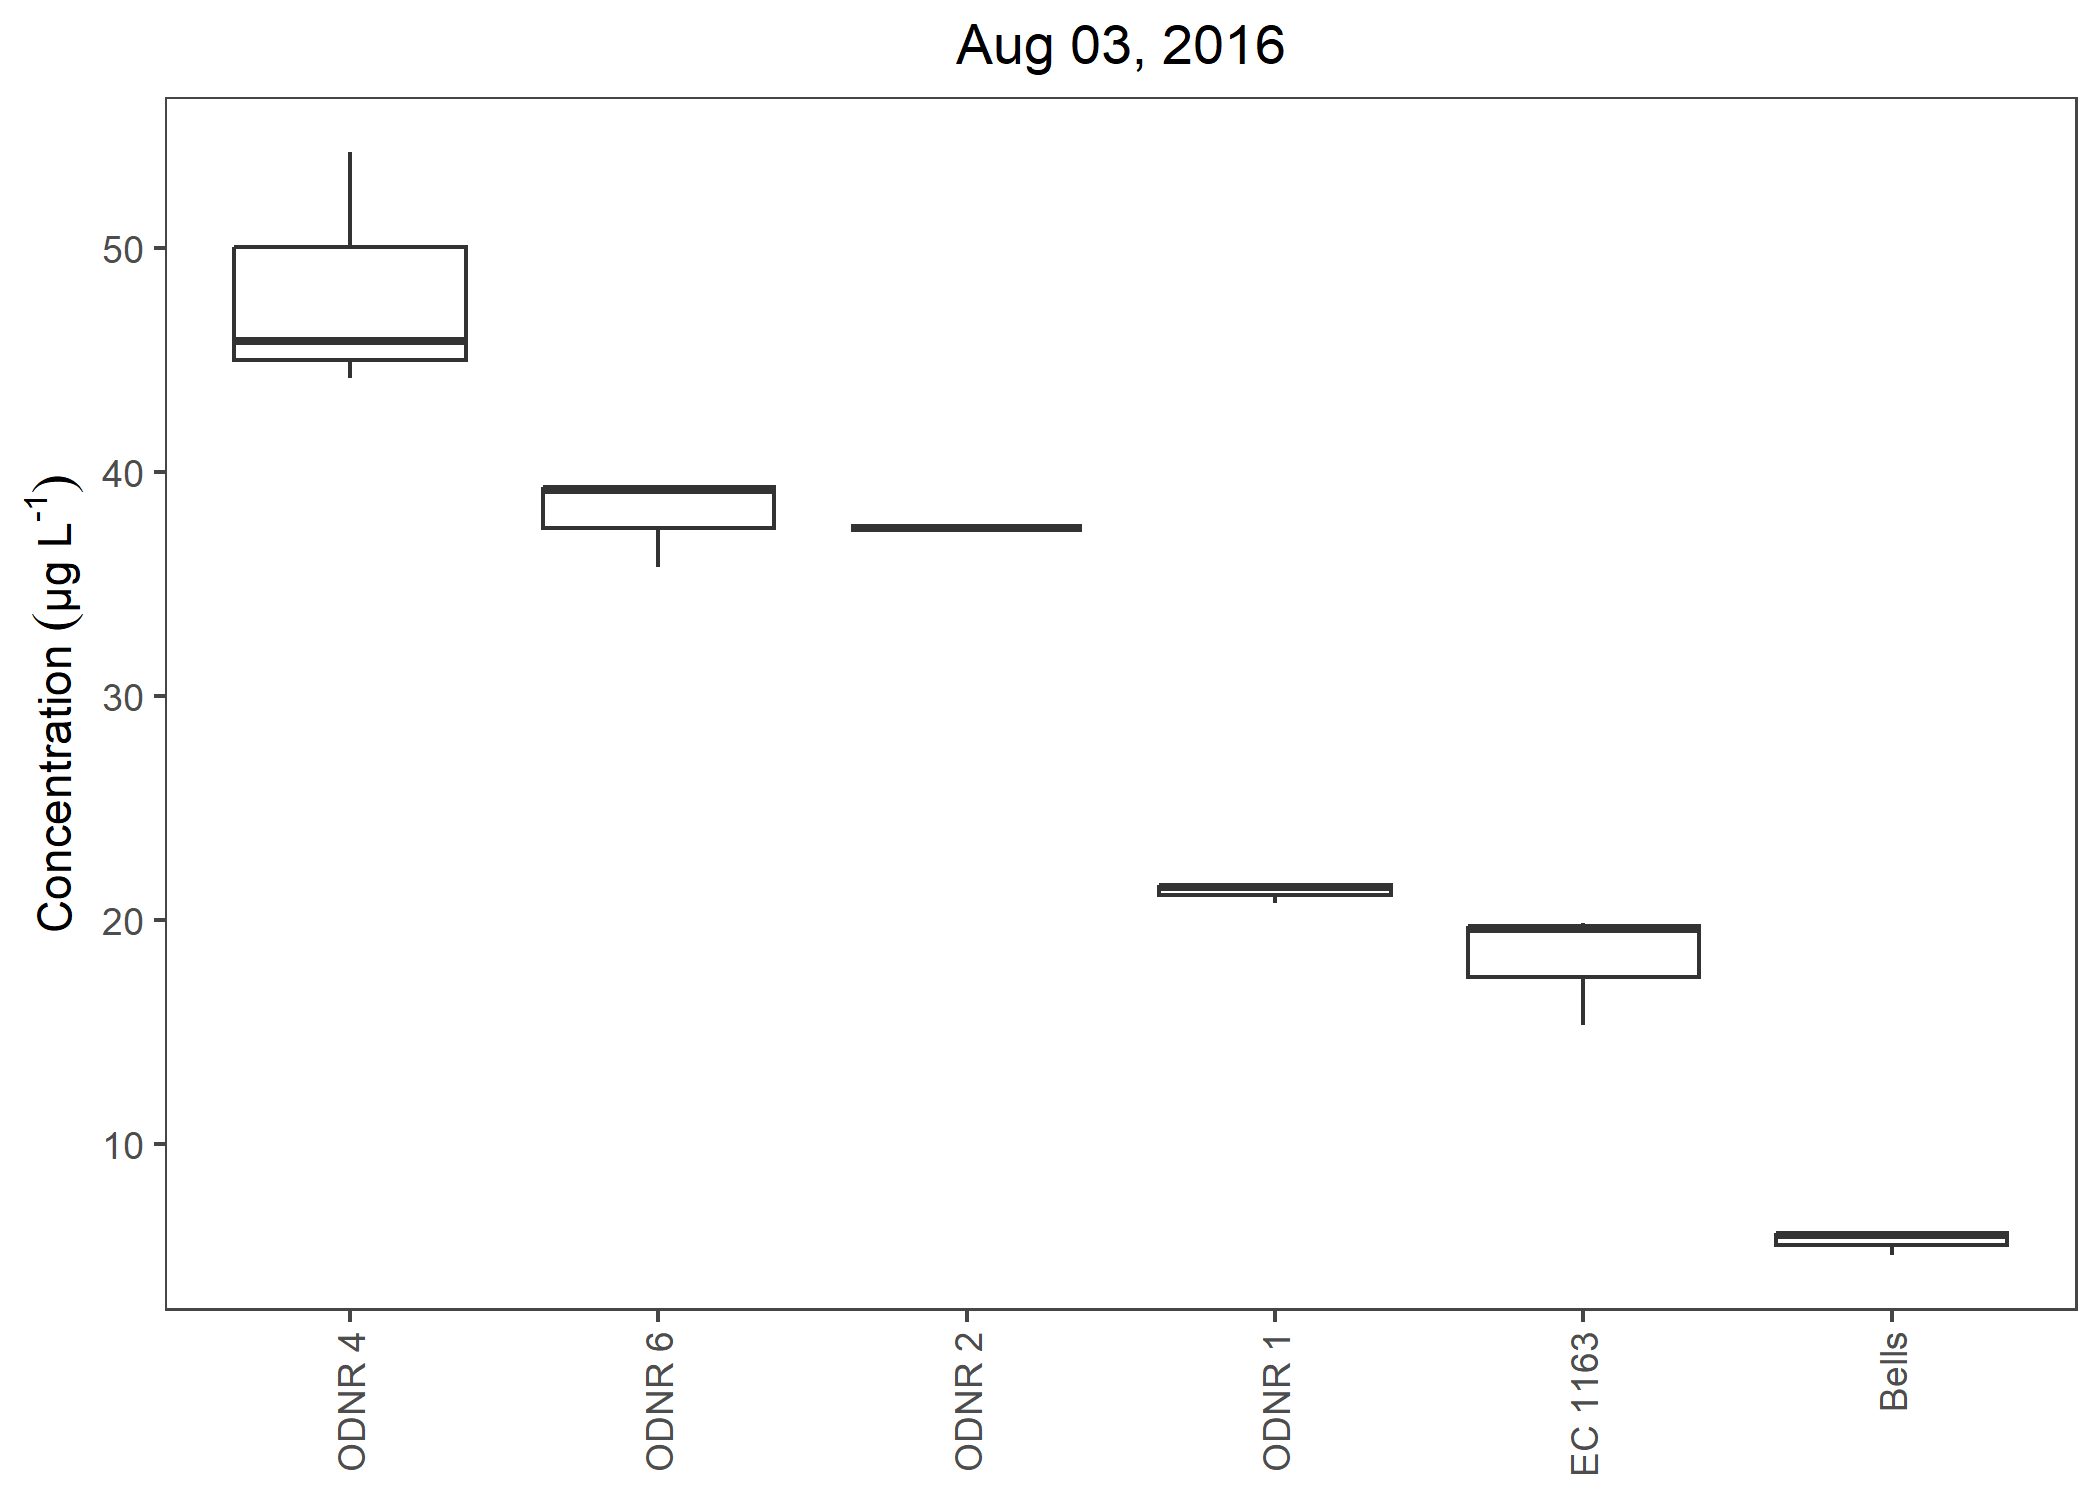 Aug 03, 2016
Concentration (µg L⁻¹)
50
40
30
20
10
ODNR 4
ODNR 6
ODNR 2
ODNR 1
EC 1163
Bells